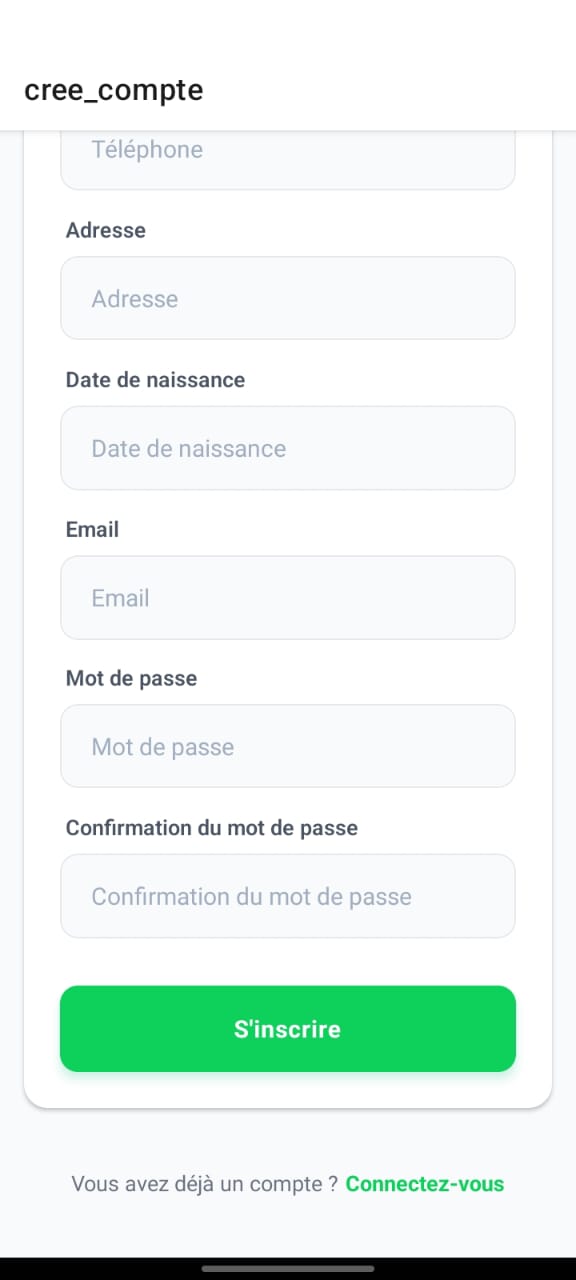 cree_compte
Téléphone
Adresse
Adresse
Date de naissance
Date de naissance
Email
Email
Mot de passe
Mot de passe
Confirmation du mot de passe
Confirmation du mot de passe
S'inscrire
Vous avez déjà un compte ? Connectez-vous